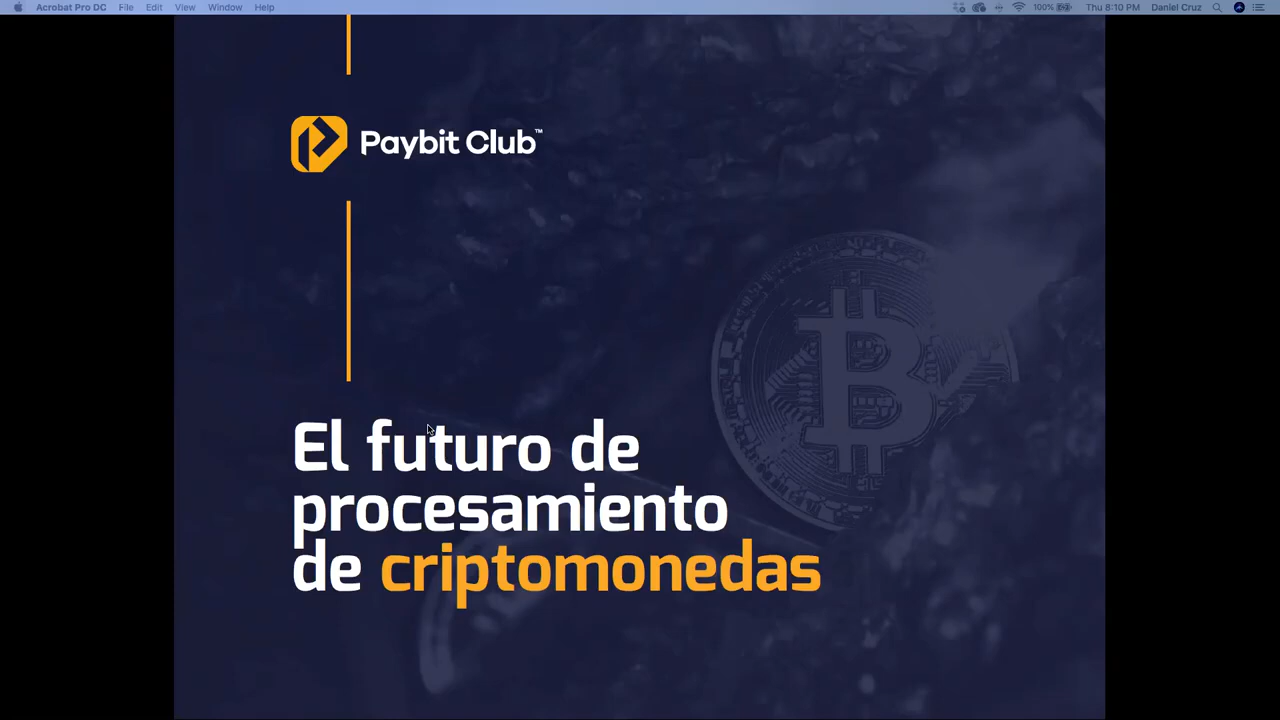 Acrobat Pro DC File Edit View Window Help 100% Thu 8:10 PM Daniel Cruz
Paybit Club™
El futuro de
procesamiento
de criptomonedas